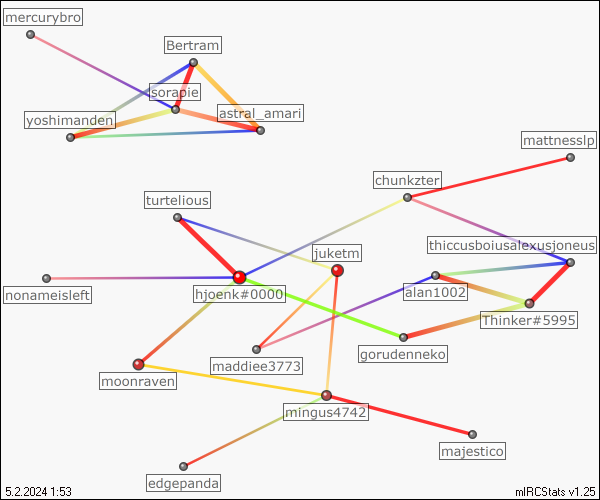 mercurybro
Bertram
sorapie
astral_amari
yoshimanden
mattnesslp
chunkzter
turtelious
thiccusboiusalexusjoneus
juketm
nonameisleft
hjoenk#0000
alan1002
Thinker#5995
gorudenneko
maddiee3773
moonraven
mingus4742
majestico
edgepanda
5.2.2024 1:53
mIRCStats v1.25